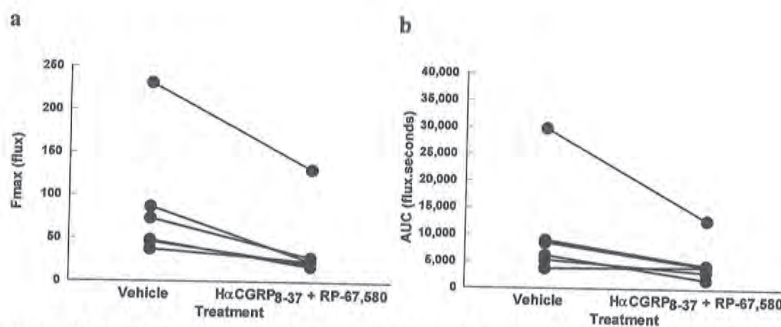 a
250
200
150
100
50
0
Fmax (flux)
Vehicle
HαCGRP8-37 + RP-67,580
Treatment
b
40,000
35,000
30,000
25,000
20,000
15,000
10,000
5,000
0
AUC (flux.seconds)
Vehicle
HαCGRP8-37 + RP-67,580
Treatment